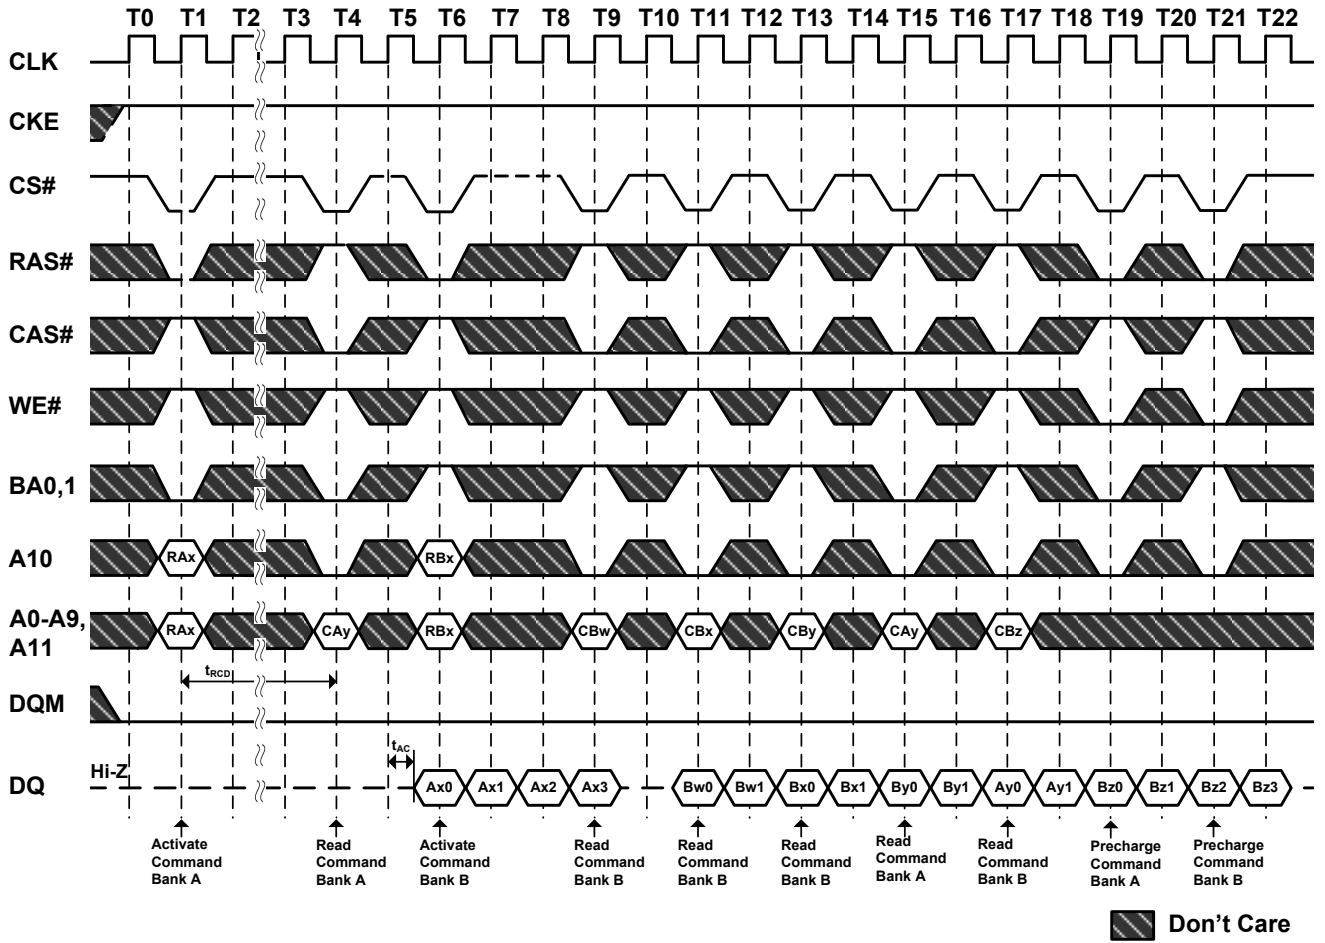 T0 T1 T2 T3 T4 T5 T6 T7 T8 T9 T10 T11 T12 T13 T14 T15 T16 T17 T18 T19 T20 T21 T22
CLK
CKE
CS#
RAS#
CAS#
WE#
BA0,1
A10
RAx RBx
A0-A9,
A11
RAx CAy RBx CBw CBx CBy CAy CBz
tRCD
DQM
tAC
DQ
Hi-Z
Ax0 Ax1 Ax2 Ax3 Bw0 Bw1 Bx0 Bx1 By0 By1 Ay0 Ay1 Bz0 Bz1 Bz2 Bz3
Activate
Command
Bank A
Read
Command
Bank A
Activate
Command
Bank B
Read
Command
Bank B
Read
Command
Bank B
Read
Command
Bank B
Read
Command
Bank A
Read
Command
Bank B
Precharge
Command
Bank A
Precharge
Command
Bank B
Don't Care